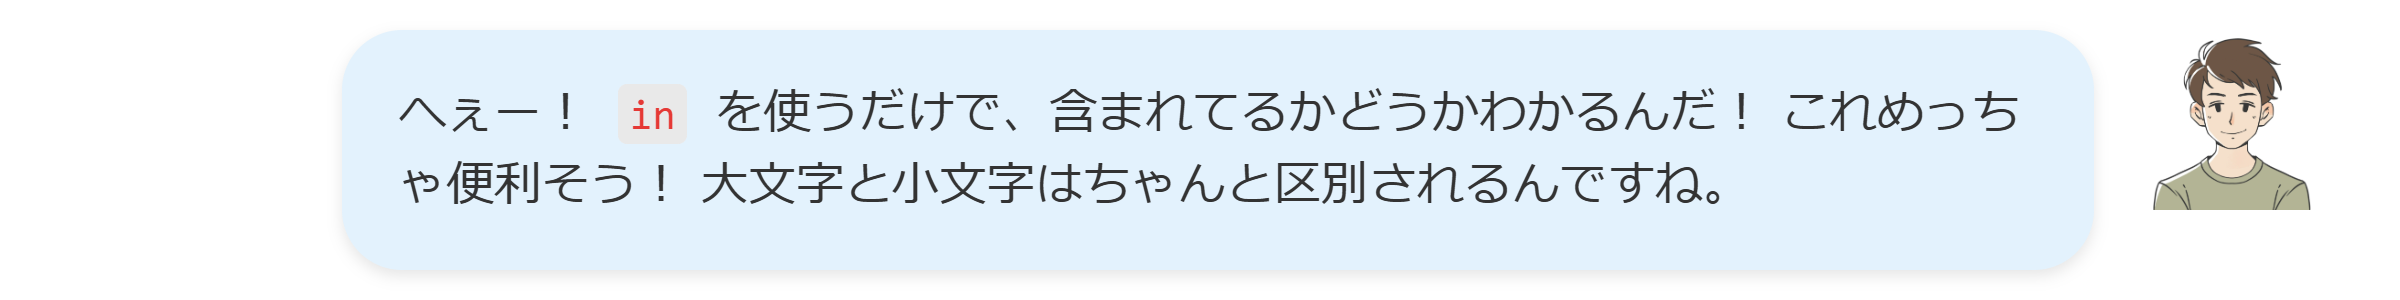 へぇー！ in を使うだけで、含まれてるかどうかわかるんだ！ これめっち
ゃ便利そう！ 大文字と小文字はちゃんと区別されるんですね。